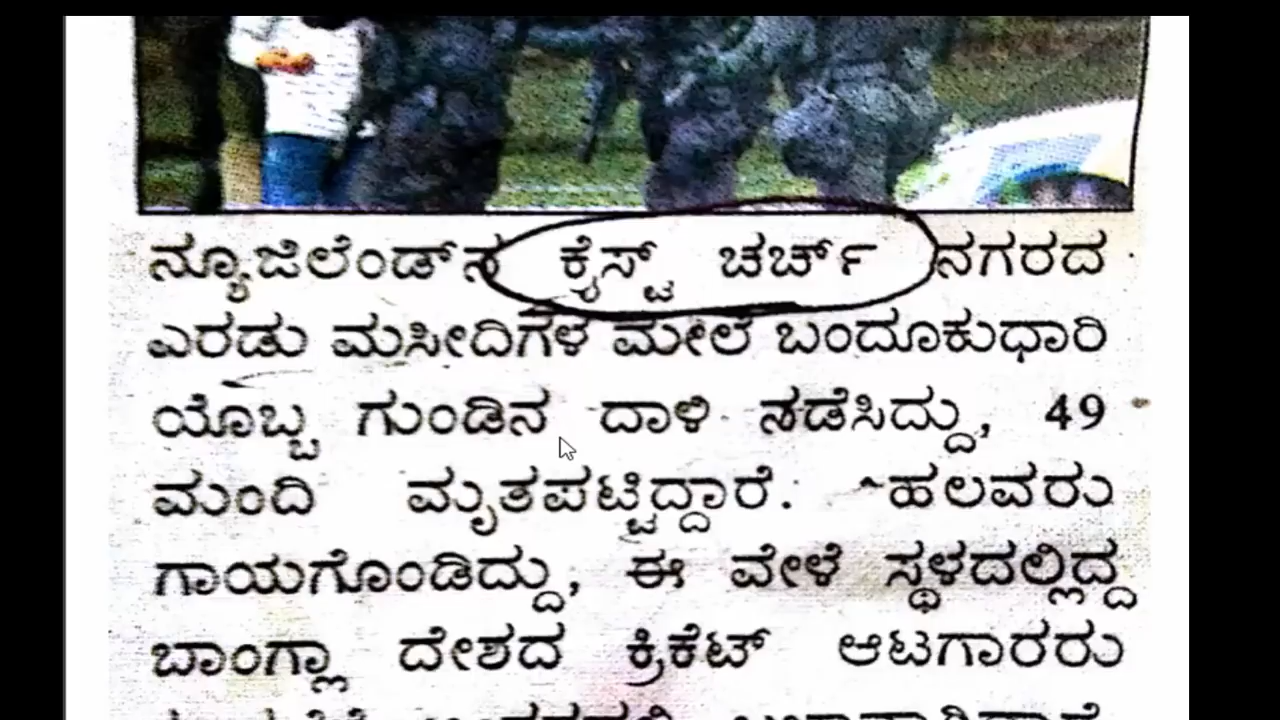 ನ್ಯೂಜಿಲೆಂಡ್‌ನ ಕ್ರೈಸ್ಟ್ ಚರ್ಚ್ ನಗರದ
ಎರಡು ಮಸೀದಿಗಳ ಮೇಲೆ ಬಂದೂಕುಧಾರಿ
ಯೊಬ್ಬ ಗುಂಡಿನ ದಾಳಿ ನಡೆಸಿದ್ದು, 49
ಮಂದಿ ಮೃತಪಟ್ಟಿದ್ದಾರೆ. ಹಲವರು
ಗಾಯಗೊಂಡಿದ್ದು, ಈ ವೇಳೆ ಸ್ಥಳದಲ್ಲಿದ್ದ
ಬಾಂಗ್ಲಾ ದೇಶದ ಕ್ರಿಕೆಟ್ ಆಟಗಾರರು